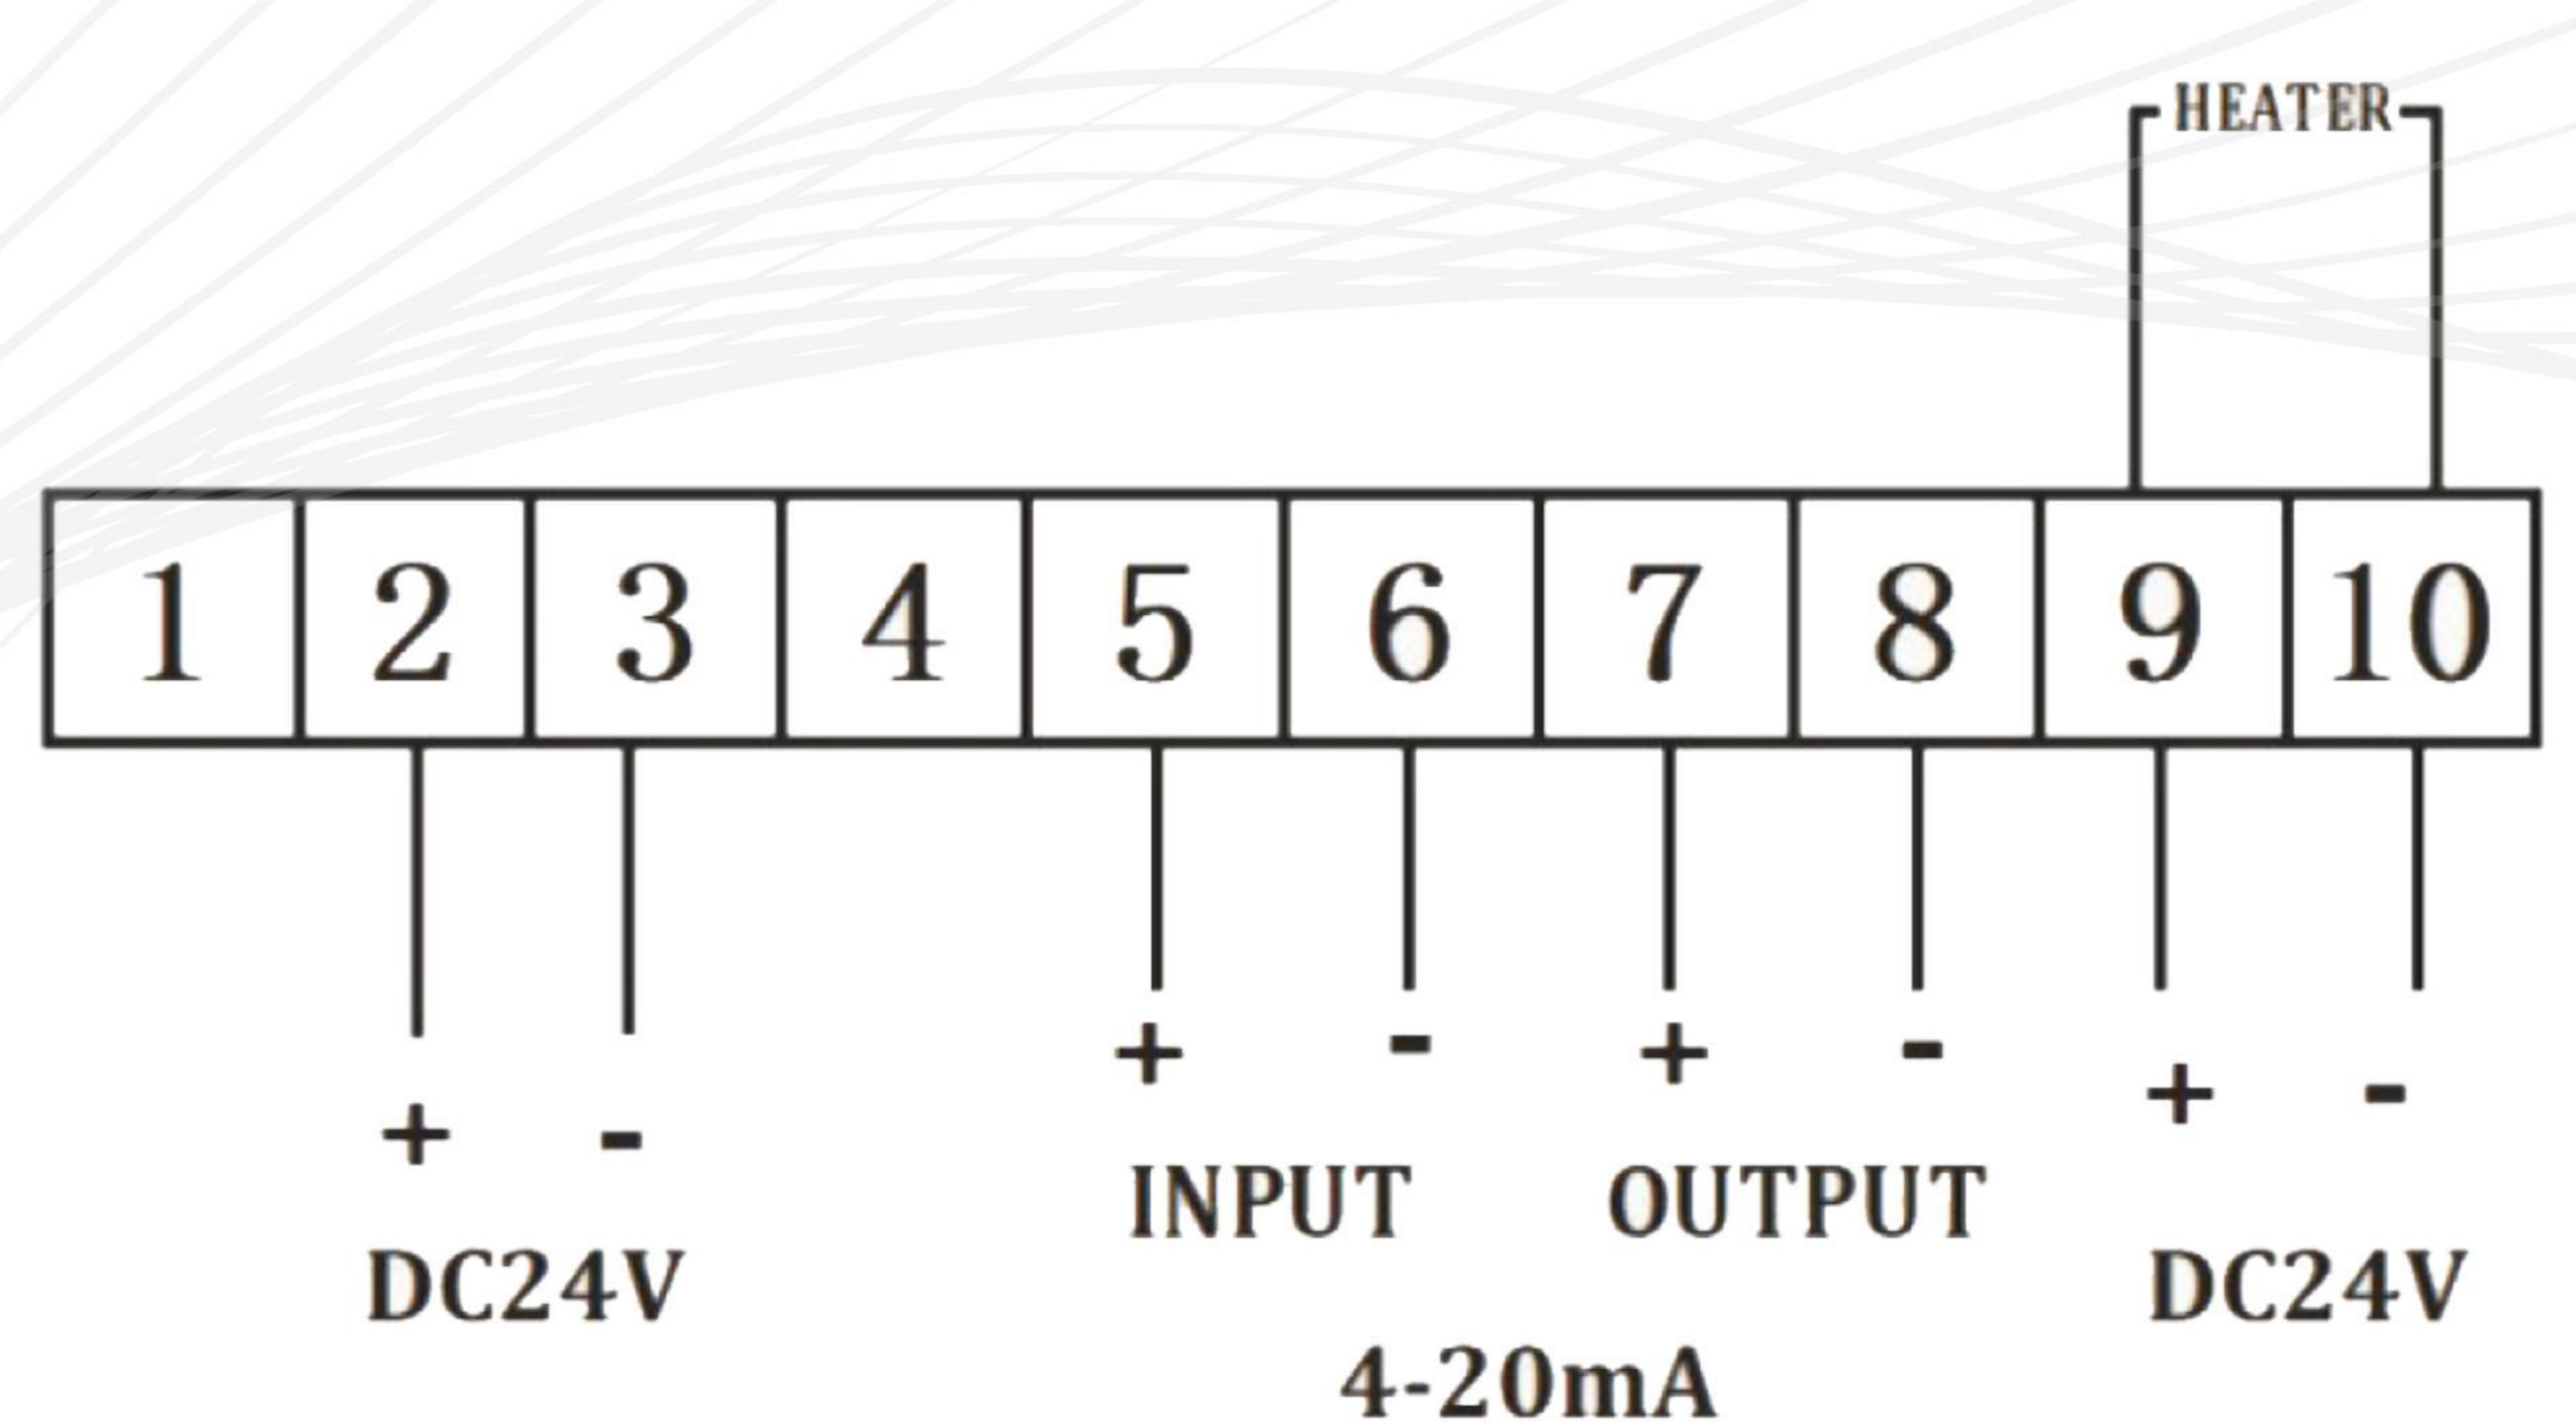 HEATER
1 2 3 4 5 6 7 8 9 10
+ - + - + - + -
INPUT OUTPUT
DC24V DC24V
4-20mA